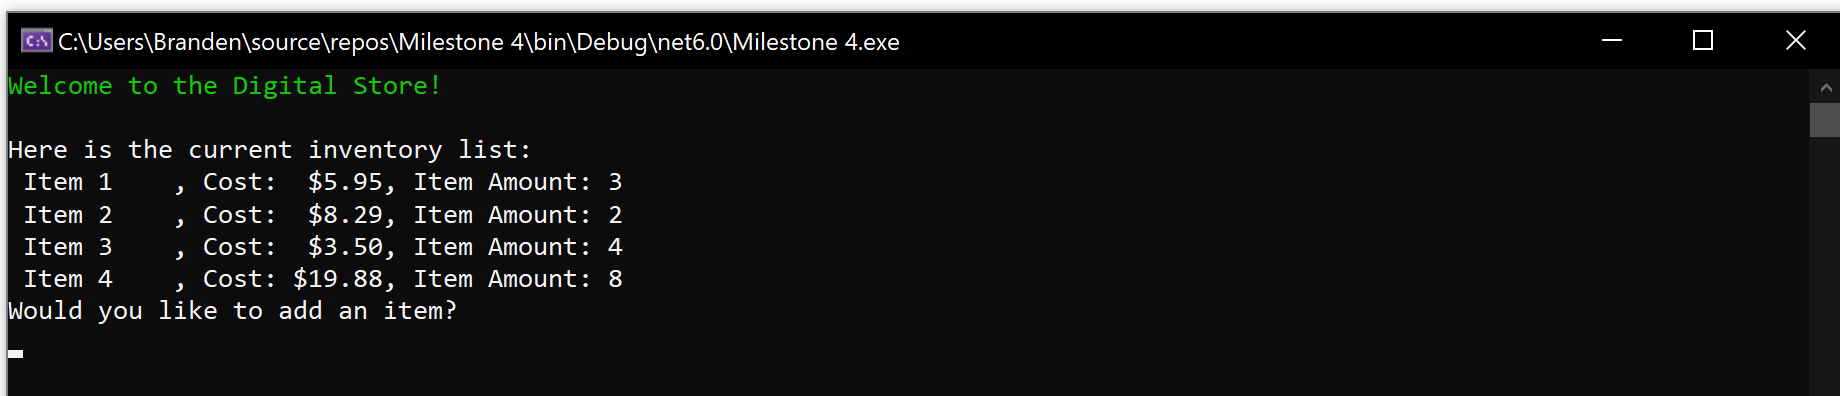 C:\Users\Branden\source\repos\Milestone 4\bin\Debug\net6.0\Milestone 4.exe
Welcome to the Digital Store!
Here is the current inventory list:
 Item 1    , Cost:  $5.95, Item Amount: 3
 Item 2    , Cost:  $8.29, Item Amount: 2
 Item 3    , Cost:  $3.50, Item Amount: 4
 Item 4    , Cost: $19.88, Item Amount: 8
Would you like to add an item?